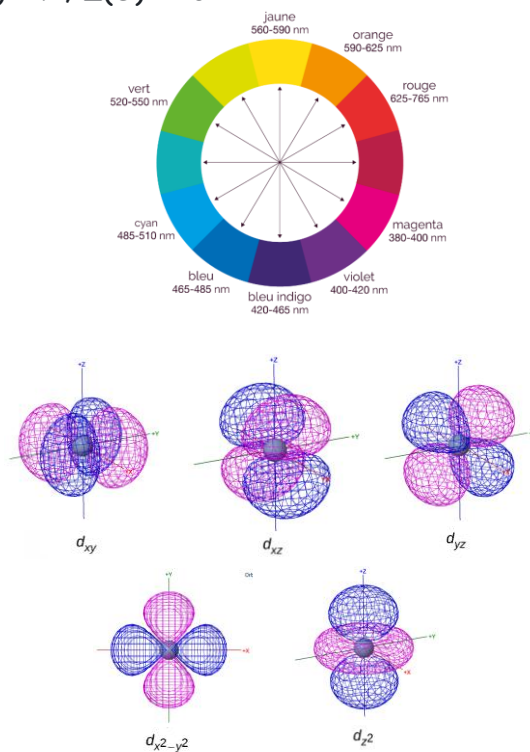 jaune
560-590 nm
orange
590-625 nm
rouge
625-765 nm
vert
520-550 nm
cyan
485-510 nm
magenta
380-400 nm
bleu
465-485 nm
violet
400-420 nm
bleu indigo
420-465 nm
+Z
+Y
+Z
+Y
+Z
dxy
dxz
dyz
+Y
Orb
+X
+Z
+Y
+X
dx2−y2
dz2